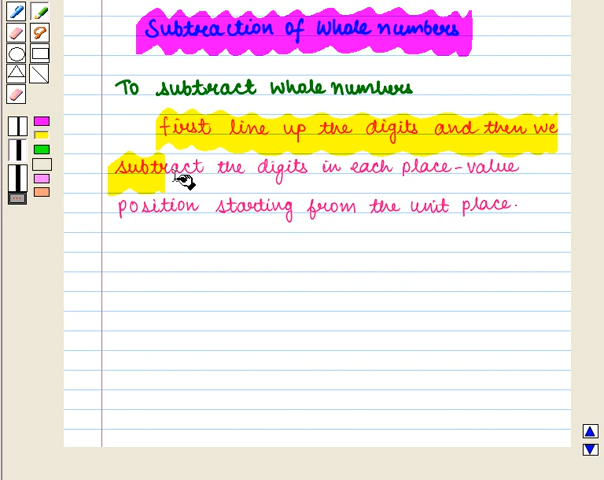 Subtraction of whole numbers
To subtract whole numbers
first line up the digits and then we
subtract the digits in each place-value
position starting from the unit place.